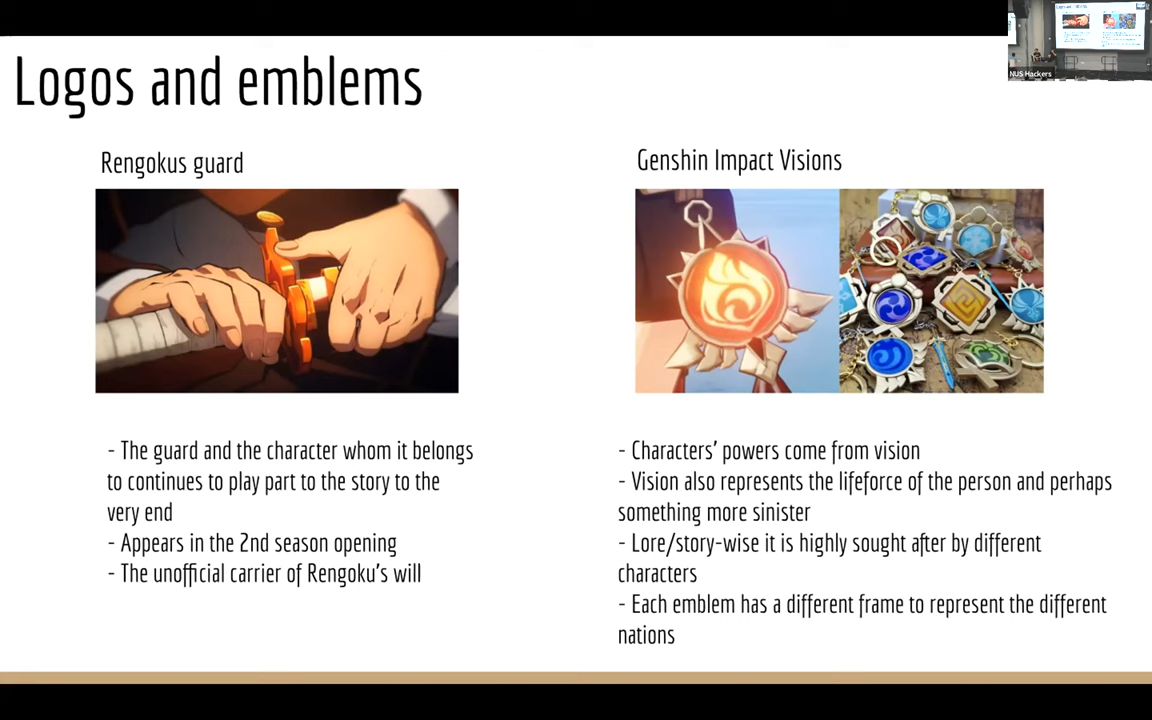 Logos and emblems
NUS Hackers
Rengokus guard
Genshin Impact Visions
- The guard and the character whom it belongs
to continues to play part to the story to the
very end
- Appears in the 2nd season opening
- The unofficial carrier of Rengoku's will
- Characters' powers come from vision
- Vision also represents the lifeforce of the person and perhaps
something more sinister
- Lore/story-wise it is highly sought after by different
characters
- Each emblem has a different frame to represent the different
nations